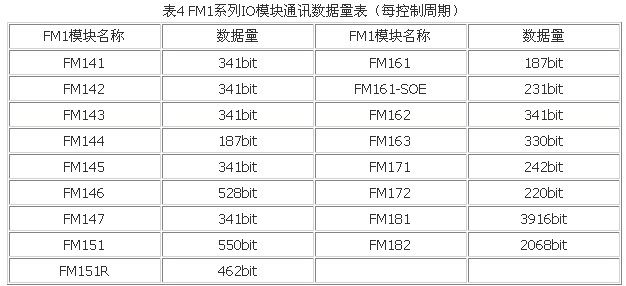 表4 FM1系列IO模块通讯数据量表（每控制周期）
FM1模块名称 数据量 FM1模块名称 数据量
FM141 341bit FM161 187bit
FM142 341bit FM161-SOE 231bit
FM143 341bit FM162 341bit
FM144 187bit FM163 330bit
FM145 341bit FM171 242bit
FM146 528bit FM172 220bit
FM147 341bit FM181 3916bit
FM151 550bit FM182 2068bit
FM151R 462bit